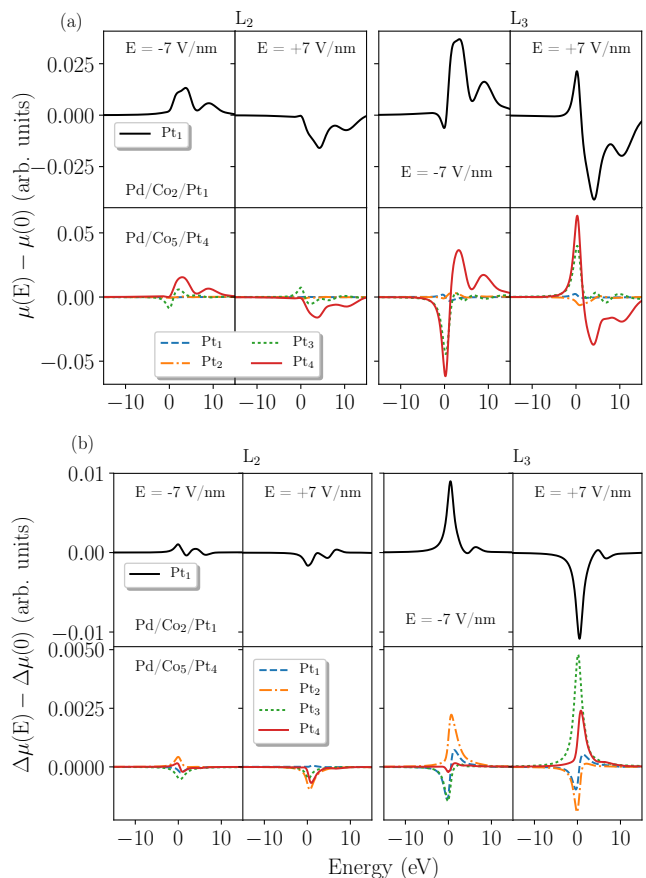 (a)
L2 L3
E = -7 V/nm E = +7 V/nm E = -7 V/nm E = +7 V/nm
0.025
0.000
−0.025
Pt1
Pd/Co2/Pt1
μ(E) − μ(0) (arb. units)
Pd/Co5/Pt4
0.05
0.00
−0.05
Pt1 Pt3
Pt2 Pt4
−10 0 10 −10 0 10 −10 0 10 −10 0 10
(b)
L2 L3
E = -7 V/nm E = +7 V/nm E = -7 V/nm E = +7 V/nm
0.01
0.00
−0.01
Pt1
Pd/Co2/Pt1
Δμ(E) − Δμ(0) (arb. units)
Pd/Co5/Pt4
0.0050
0.0025
0.0000
Pt1
Pt2
Pt3
Pt4
−10 0 10 −10 0 10 −10 0 10 −10 0 10
Energy (eV)